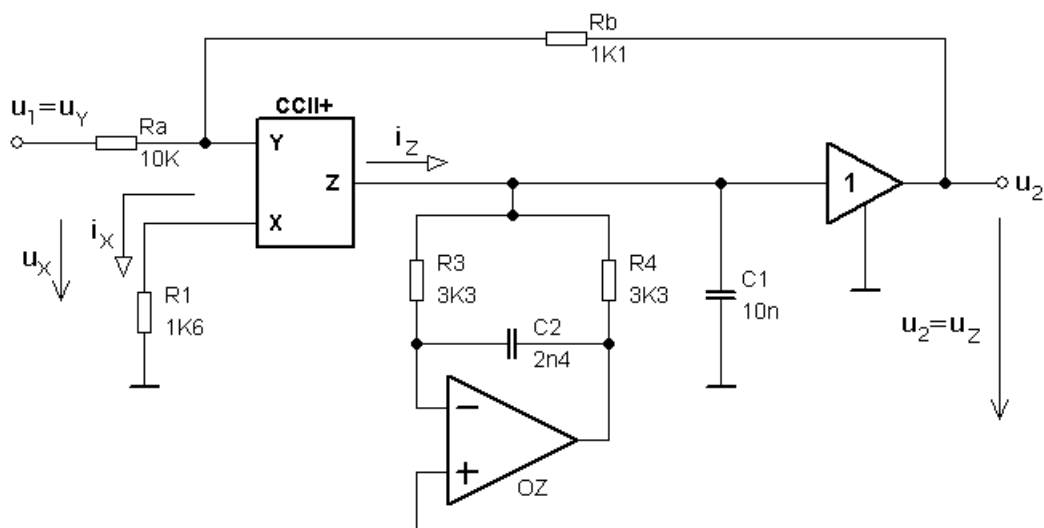 Rb
1K1
u1=uY
Ra
10K
CCII+
Y
X
Z
iZ
iX
uX
R1
1K6
R3
3K3
R4
3K3
C2
2n4
C1
10n
1
u2
u2=uZ
−
+
OZ